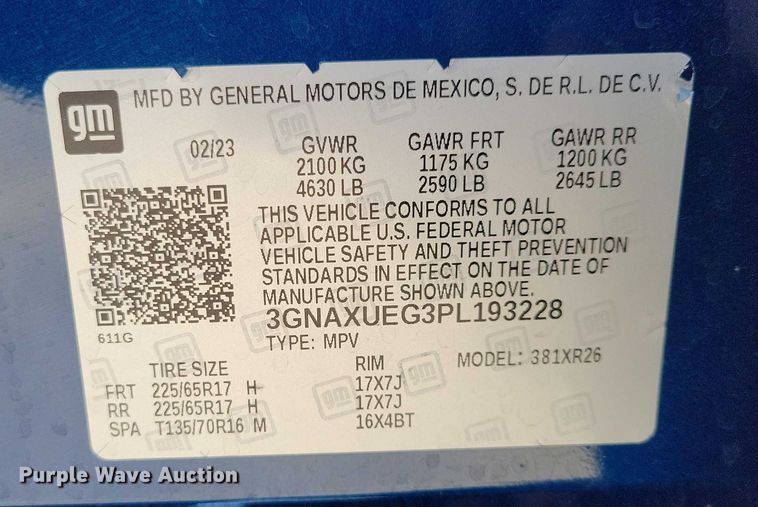 gm
MFD BY GENERAL MOTORS DE MEXICO, S. DE R.L. DE C.V.
02/23 GVWR GAWR FRT GAWR RR
2100 KG 1175 KG 1200 KG
4630 LB 2590 LB 2645 LB
THIS VEHICLE CONFORMS TO ALL
APPLICABLE U.S. FEDERAL MOTOR
VEHICLE SAFETY AND THEFT PREVENTION
STANDARDS IN EFFECT ON THE DATE OF
MANUFACTURE SHOWN ABOVE.
3GNAXUEG3PL193228
611G
TYPE: MPV
MODEL: 381XR26
TIRE SIZE RIM
FRT 225/65R17 H 17X7J
RR 225/65R17 H 17X7J
SPA T135/70R16 M 16X4BT
Purple Wave Auction